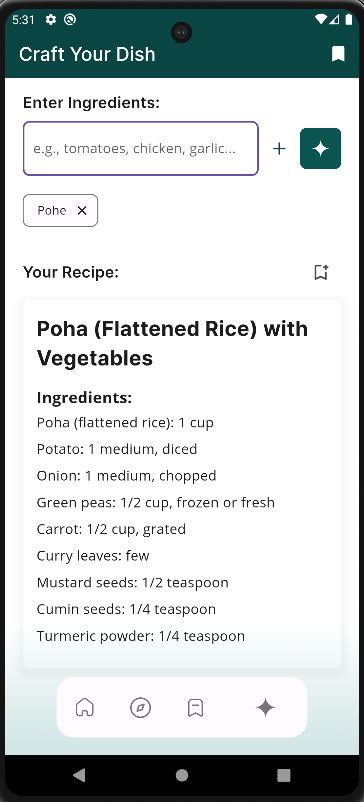 5:31
Craft Your Dish
Enter Ingredients:
e.g., tomatoes, chicken, garlic...
Pohe
Your Recipe:
Poha (Flattened Rice) with
Vegetables
Ingredients:
Poha (flattened rice): 1 cup
Potato: 1 medium, diced
Onion: 1 medium, chopped
Green peas: 1/2 cup, frozen or fresh
Carrot: 1/2 cup, grated
Curry leaves: few
Mustard seeds: 1/2 teaspoon
Cumin seeds: 1/4 teaspoon
Turmeric powder: 1/4 teaspoon